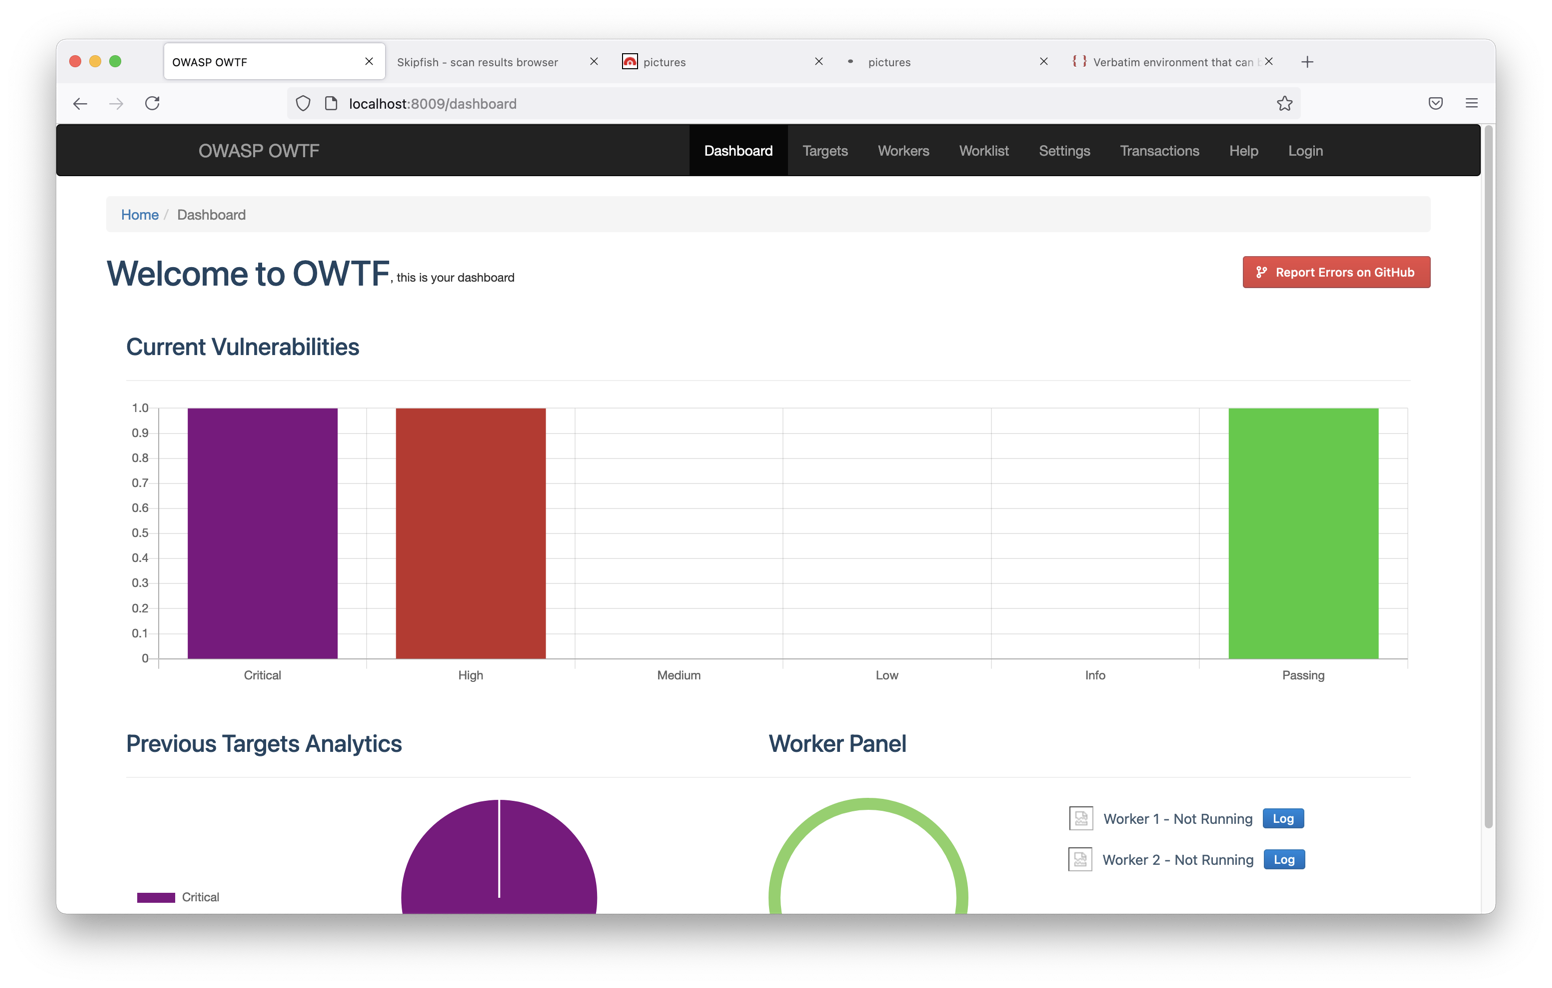 OWASP OWTF
Skipfish - scan results browser
pictures
pictures
Verbatim environment that can
localhost:8009/dashboard
OWASP OWTF
Dashboard
Targets
Workers
Worklist
Settings
Transactions
Help
Login
Home / Dashboard
Welcome to OWTF, this is your dashboard
Report Errors on GitHub
Current Vulnerabilities
1.0
0.9
0.8
0.7
0.6
0.5
0.4
0.3
0.2
0.1
0
Critical
High
Medium
Low
Info
Passing
Previous Targets Analytics
Worker Panel
Critical
Worker 1 - Not Running Log
Worker 2 - Not Running Log